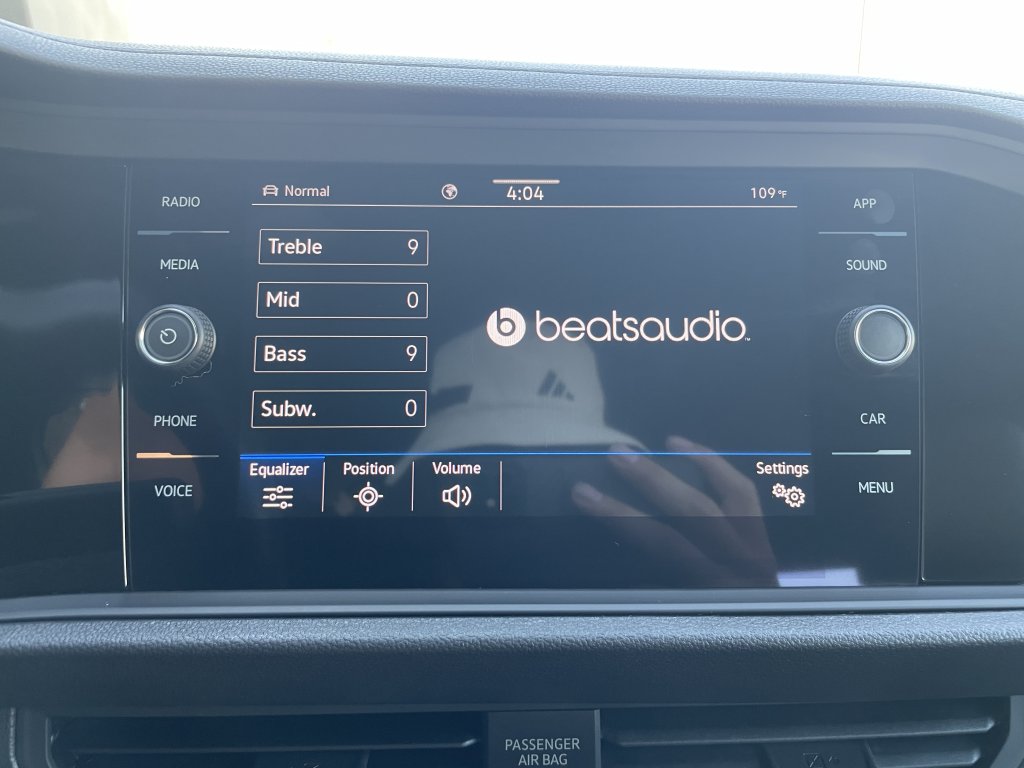 Normal 4:04 109°F
RADIO
MEDIA
PHONE
VOICE
Treble 9
Mid 0
Bass 9
Subw. 0
b beatsaudio™
Equalizer Position Volume Settings
APP
SOUND
CAR
MENU
PASSENGER
AIR BAG